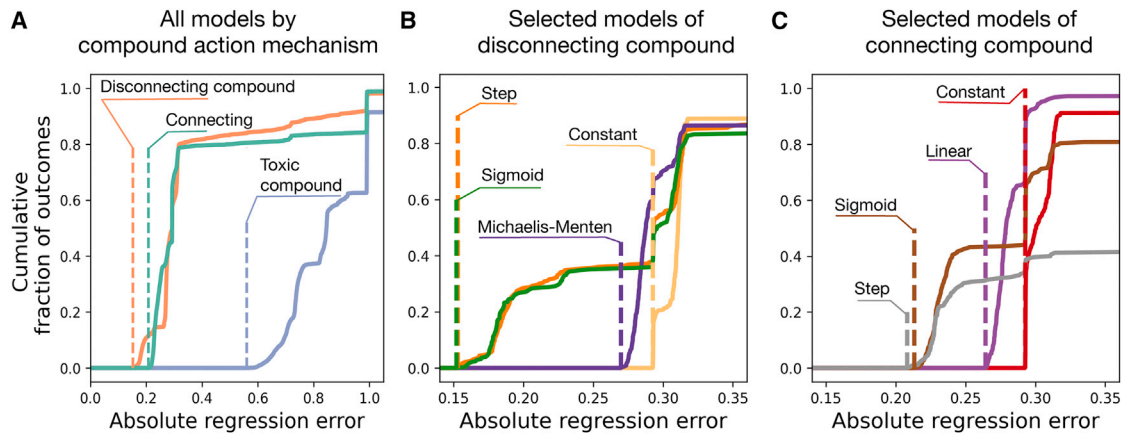 A
All models by
compound action mechanism
Cumulative
fraction of outcomes
1.0
0.8
0.6
0.4
0.2
0.0
Disconnecting compound
Connecting
Toxic
compound
0.0
0.2
0.4
0.6
0.8
1.0
Absolute regression error
B
Selected models of
disconnecting compound
1.0
0.8
0.6
0.4
0.2
0.0
Step
Constant
Sigmoid
Michaelis-Menten
0.15
0.20
0.25
0.30
0.35
Absolute regression error
C
Selected models of
connecting compound
1.0
0.8
0.6
0.4
0.2
0.0
Constant
Linear
Sigmoid
Step
0.15
0.20
0.25
0.30
0.35
Absolute regression error